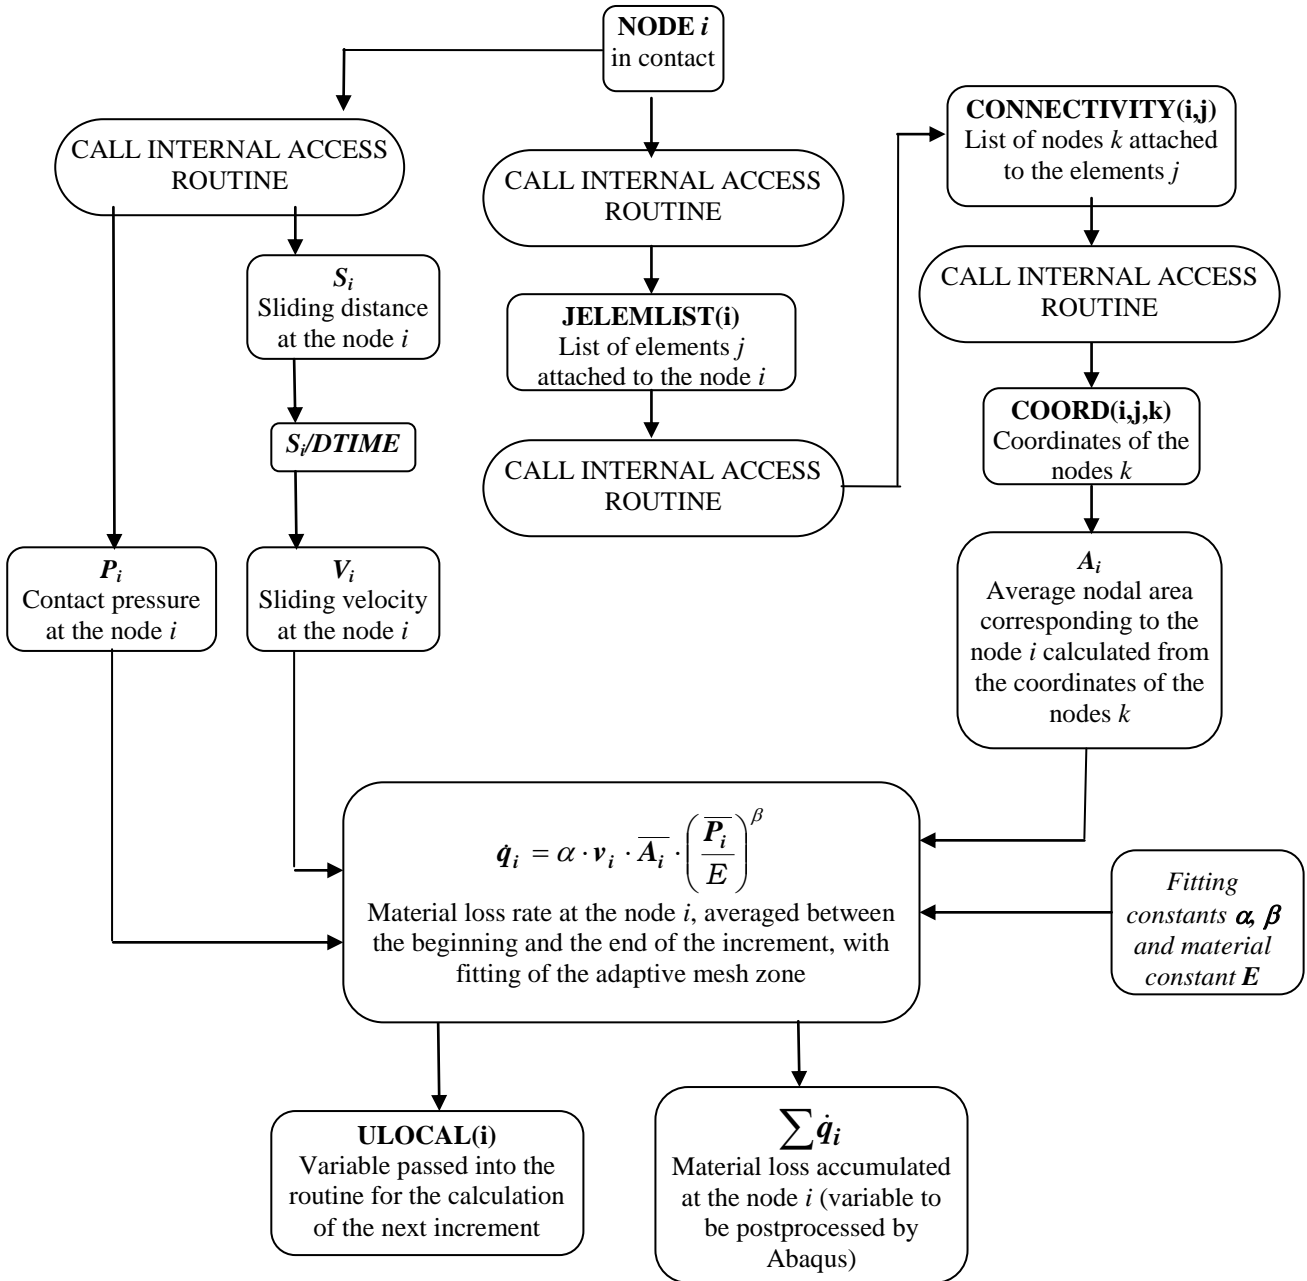 NODE i
in contact
CALL INTERNAL ACCESS
ROUTINE
S_i
Sliding distance
at the node i
S_i/DTIME
P_i
Contact pressure
at the node i
V_i
Sliding velocity
at the node i
CALL INTERNAL ACCESS
ROUTINE
JELEMLIST(i)
List of elements j
attached to the node i
CALL INTERNAL ACCESS
ROUTINE
CONNECTIVITY(i,j)
List of nodes k attached
to the elements j
CALL INTERNAL ACCESS
ROUTINE
COORD(i,j,k)
Coordinates of the
nodes k
A_i
Average nodal area
corresponding to the
node i calculated from
the coordinates of the
nodes k
q̇_i = α · v_i · \overline{A_i} · (\overline{P_i}/E)^β
Material loss rate at the node i, averaged between
the beginning and the end of the increment, with
fitting of the adaptive mesh zone
Fitting
constants α, β
and material
constant E
ULOCAL(i)
Variable passed into the
routine for the calculation
of the next increment
∑q̇_i
Material loss accumulated
at the node i (variable to
be postprocessed by
Abaqus)